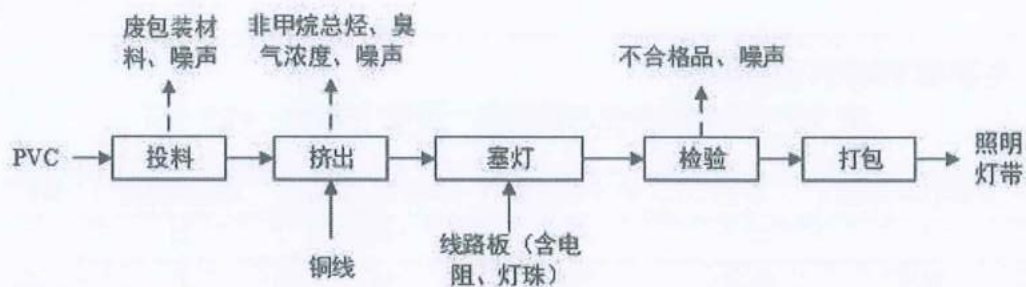 废包装材
料、噪声
非甲烷总烃、臭
气浓度、噪声
不合格品、噪声
PVC
投料
挤出
塞灯
检验
打包
照明
灯带
铜线
线路板（含电
阻、灯珠）